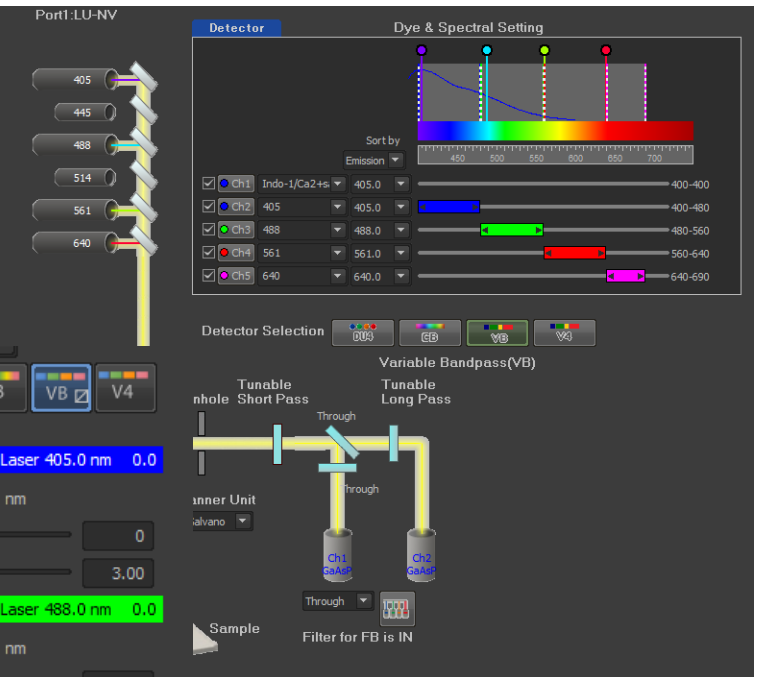 Port1:LU-NV
405
445
488
514
561
640
Detector
Dye & Spectral Setting
Sort by
Emission
450 500 550 600 650 700
Ch1 Indo-1/Ca2+s 405.0 400-400
Ch2 405 405.0 400-480
Ch3 488 488.0 480-560
Ch4 561 561.0 560-640
Ch5 640 640.0 640-690
Detector Selection
DU4 CB VB V4
Variable Bandpass(VB)
VB V4
Laser 405.0 nm 0.0
nm
0
3.00
Laser 488.0 nm 0.0
nm
nhole
Tunable
Short Pass
Tunable
Long Pass
Through
Through
anner Unit
alvano
Ch1
GaAsP
Ch2
GaAsP
Through
Filter for FB is IN
Sample